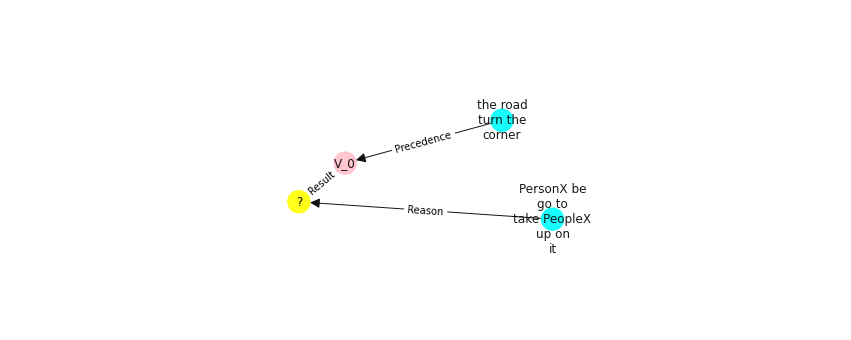 the road
turn the
corner
Precedence
V_0
Result
?
Reason
PersonX be
go to
take PeopleX
up on
it